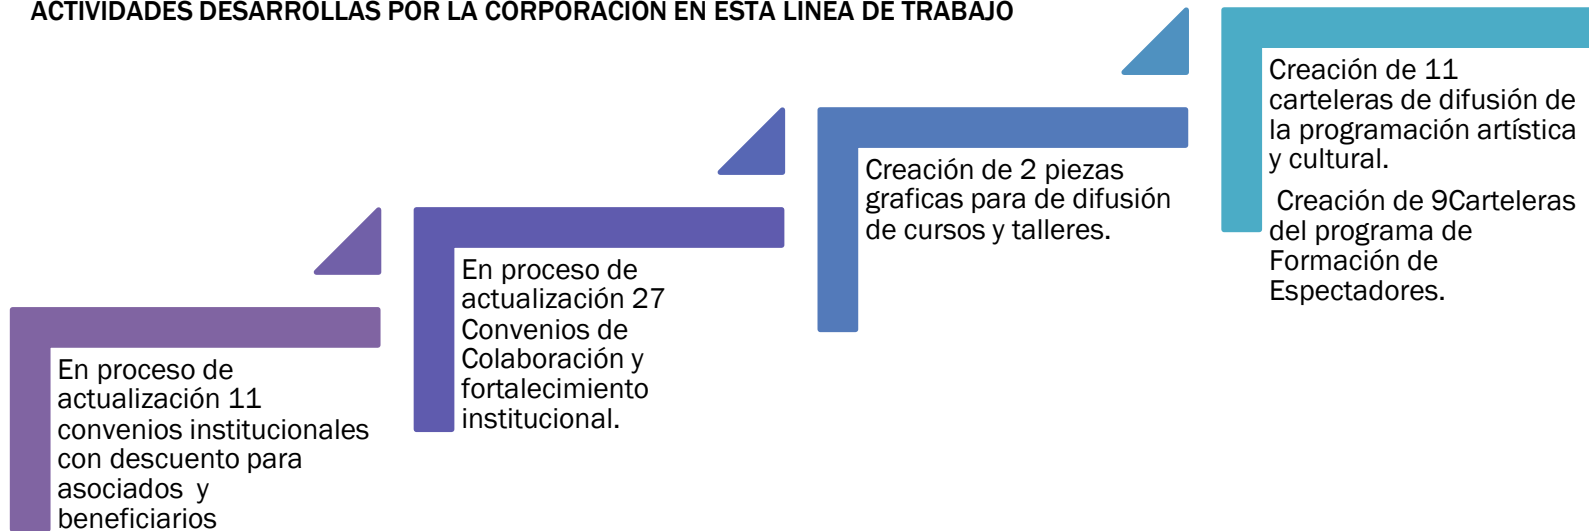 ACTIVIDADES DESARROLLAS POR LA CORPORACIÓN EN ESTA LÍNEA DE TRABAJO
En proceso de
actualización 11
convenios institucionales
con descuento para
asociados y
beneficiarios
En proceso de
actualización 27
Convenios de
Colaboración y
fortalecimiento
institucional.
Creación de 2 piezas
graficas para de difusión
de cursos y talleres.
Creación de 11
carteleras de difusión de
la programación artística
y cultural.
Creación de 9Carteleras
del programa de
Formación de
Espectadores.